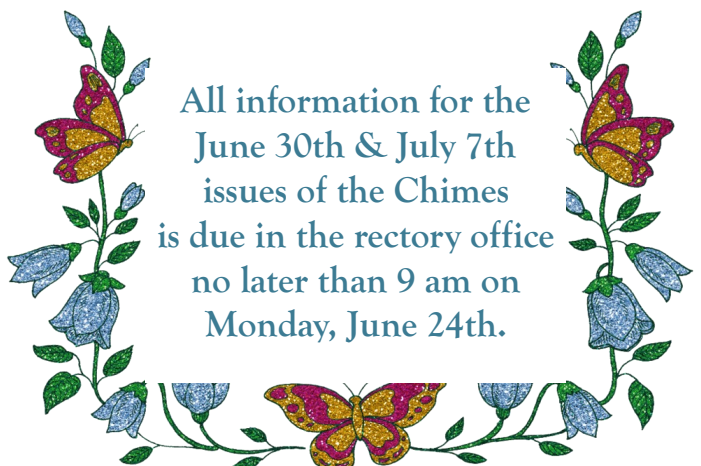 All information for the
June 30th & July 7th
issues of the Chimes
is due in the rectory office
no later than 9 am on
Monday, June 24th.